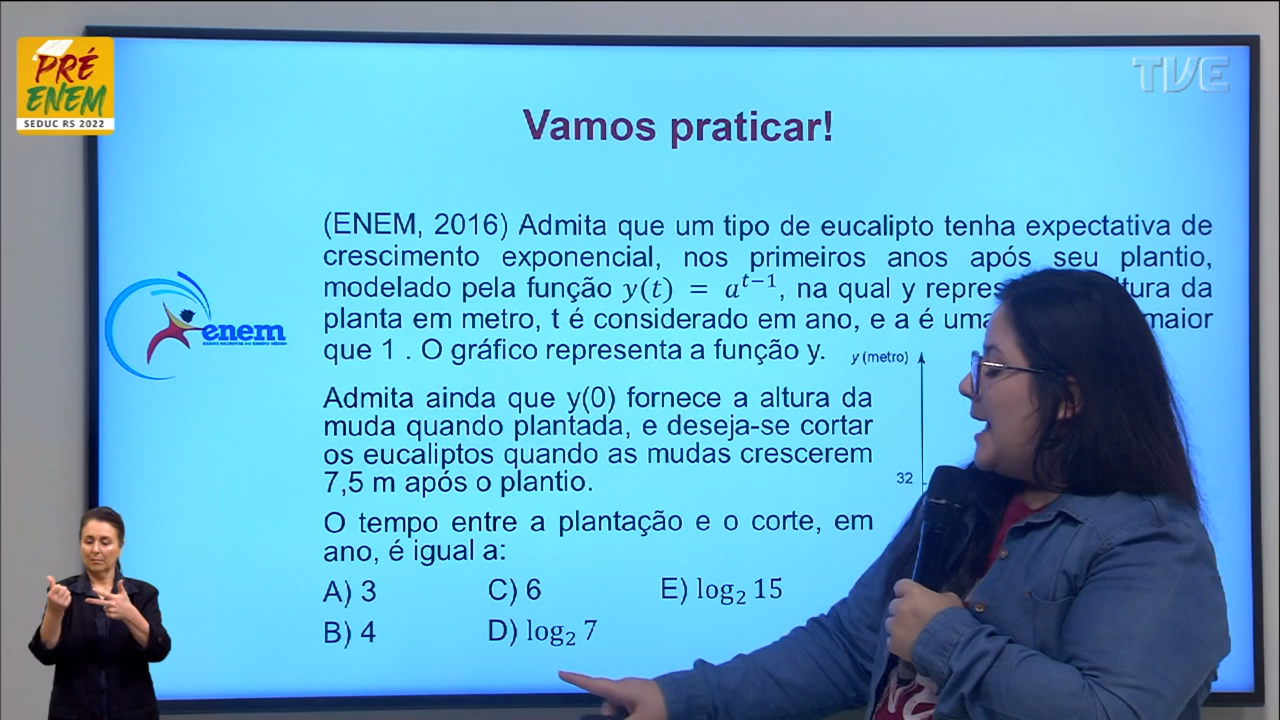 PRÉ
ENEM
SEDUC RS 2022
TVE
Vamos praticar!
(ENEM, 2016) Admita que um tipo de eucalipto tenha expectativa de
crescimento exponencial, nos primeiros anos após seu plantio,
modelado pela função y(t) = a^{t−1}, na qual y repres tura da
planta em metro, t é considerado em ano, e a é uma maior
que 1 . O gráfico representa a função y.
y (metro)
enem
Admita ainda que y(0) fornece a altura da
muda quando plantada, e deseja-se cortar
os eucaliptos quando as mudas crescerem
7,5 m após o plantio.
32
O tempo entre a plantação e o corte, em
ano, é igual a:
A) 3 C) 6 E) log₂ 15
B) 4 D) log₂ 7